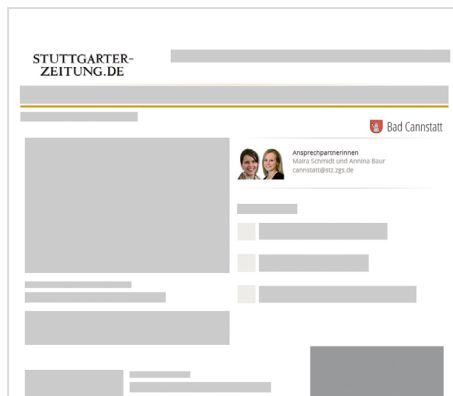 STUTTGARTER-
ZEITUNG.DE
Bad Cannstatt
Ansprechpartnerinnen
Maira Schmidt und Annina Baur
cannstatt@stz.zgs.de